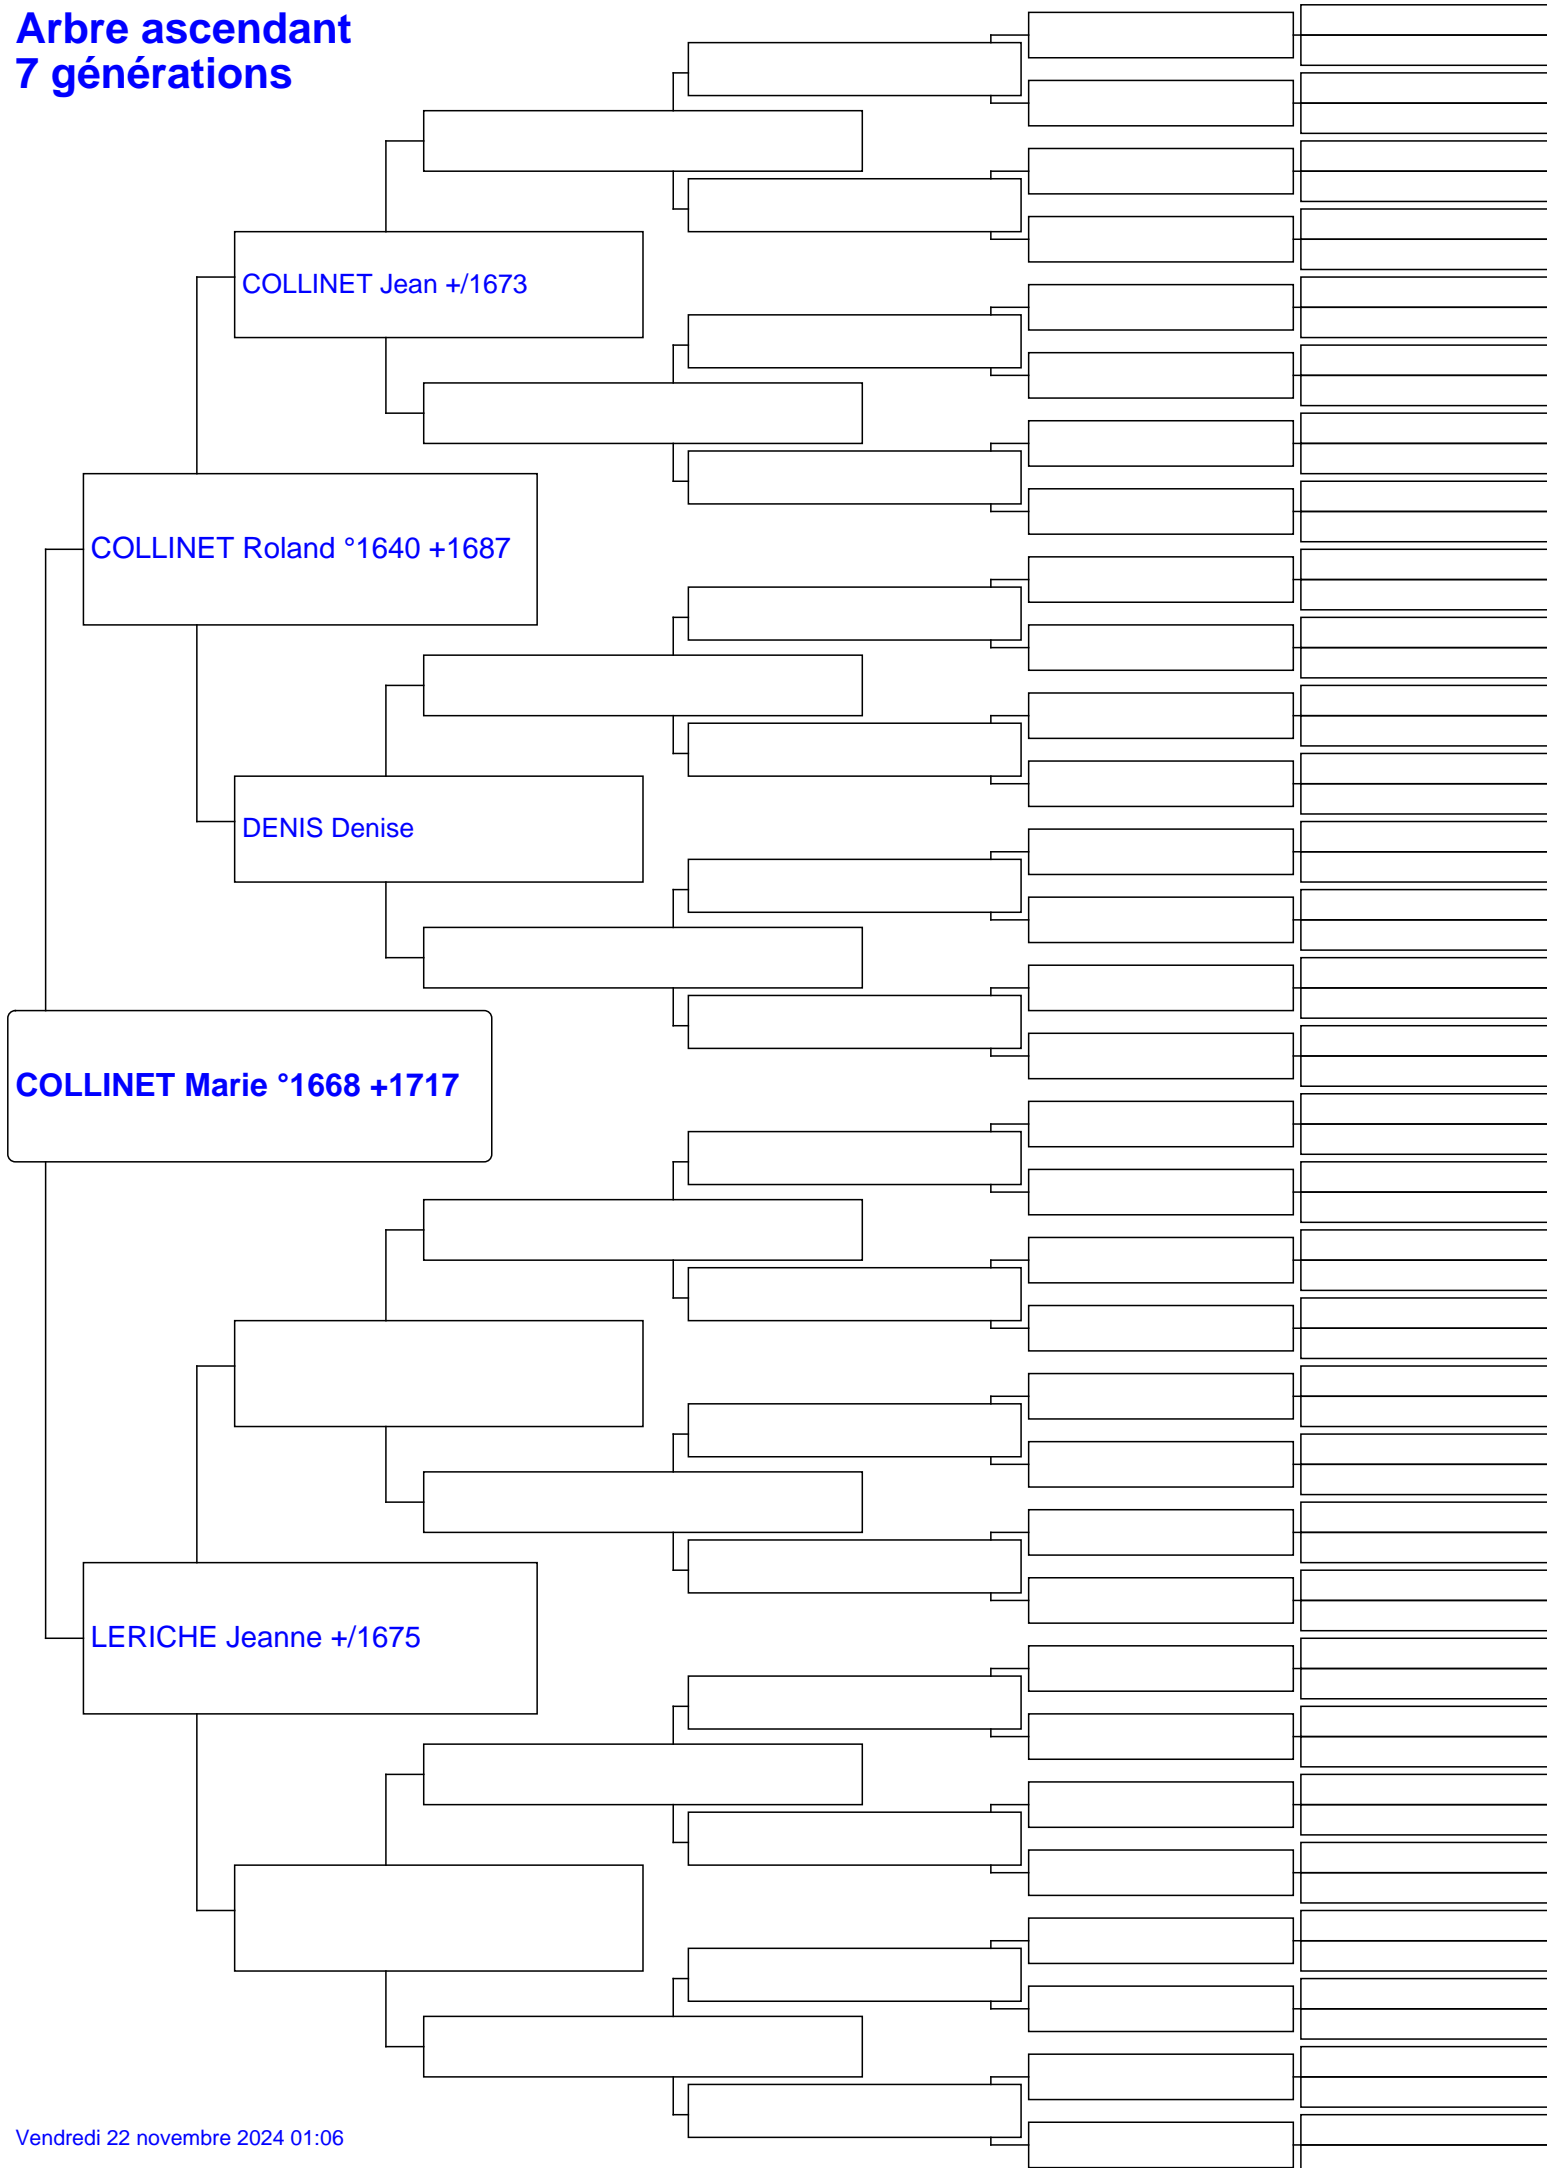 Arbre ascendant
7 générations
COLLINET Jean +/1673
COLLINET Roland °1640 +1687
DENIS Denise
COLLINET Marie °1668 +1717
LERICHE Jeanne +/1675
Vendredi 22 novembre 2024 01:06